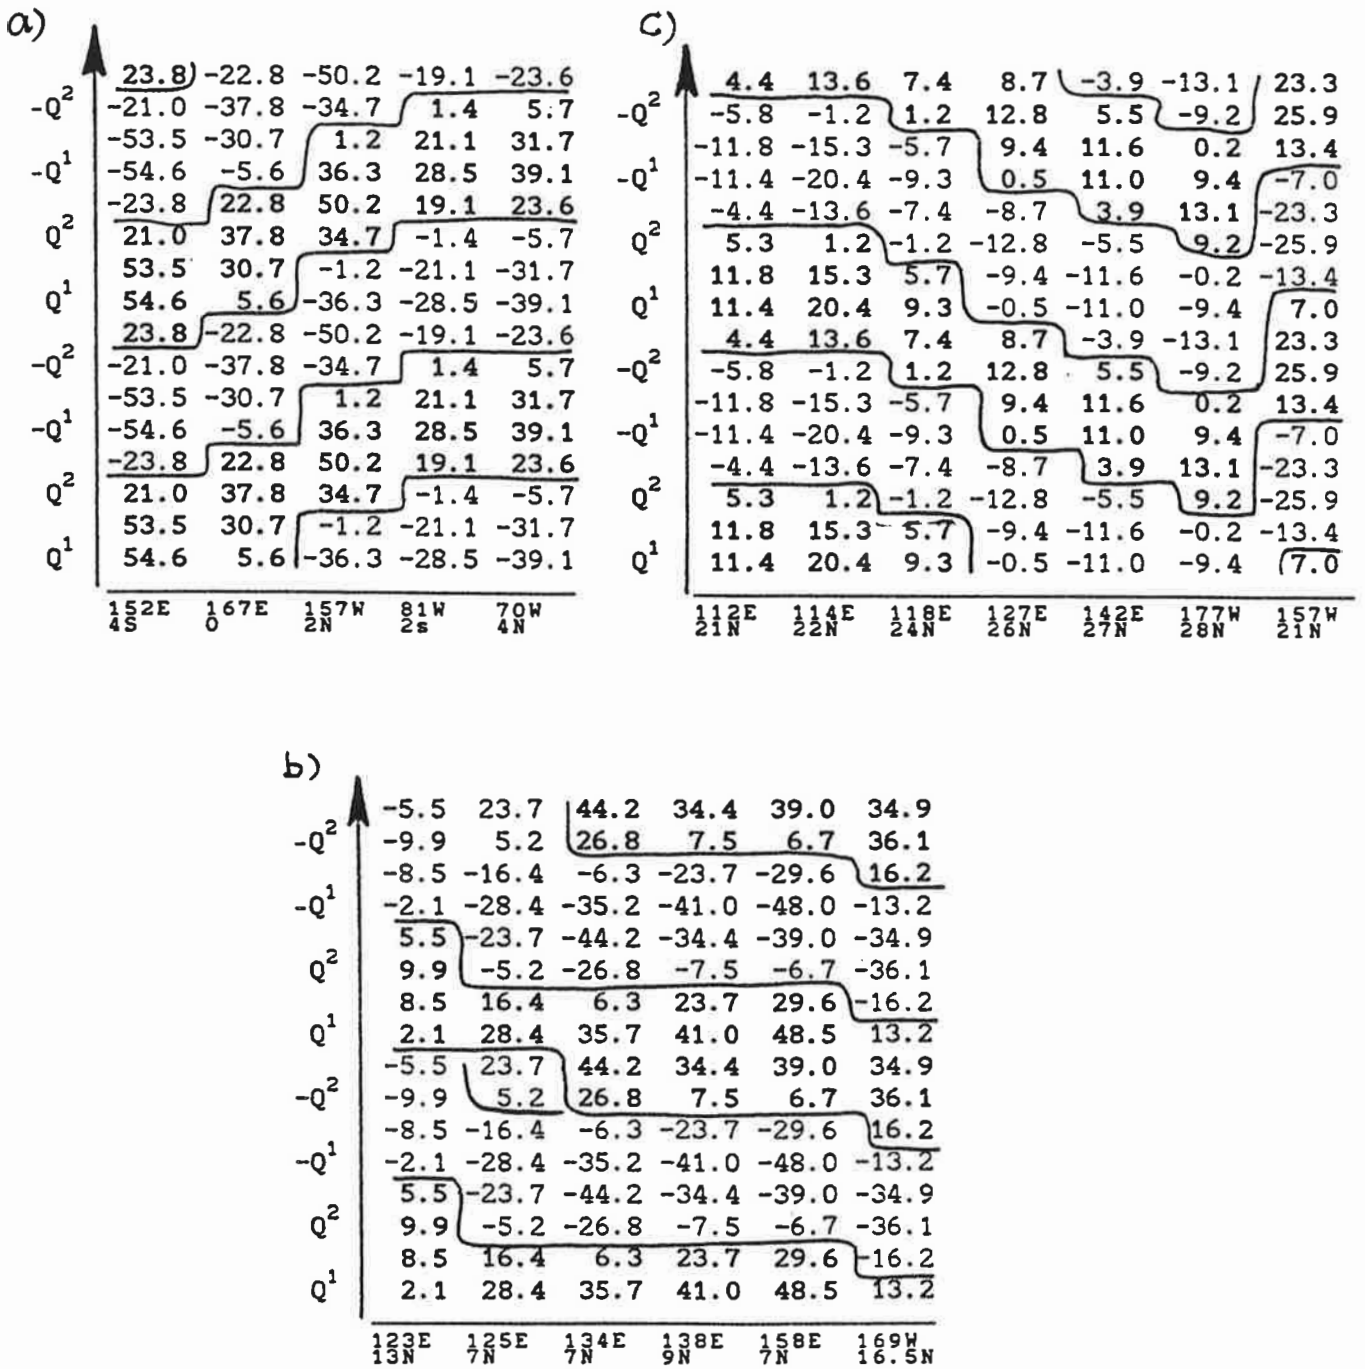 a)
23.8 -22.8 -50.2 -19.1 -23.6
-Q² -21.0 -37.8 -34.7 1.4 5.7
-53.5 -30.7 1.2 21.1 31.7
-Q¹ -54.6 -5.6 36.3 28.5 39.1
-23.8 22.8 50.2 19.1 23.6
Q² 21.0 37.8 34.7 -1.4 -5.7
53.5 30.7 -1.2 -21.1 -31.7
Q¹ 54.6 5.6 -36.3 -28.5 -39.1
23.8 -22.8 -50.2 -19.1 -23.6
-Q² -21.0 -37.8 -34.7 1.4 5.7
-53.5 -30.7 1.2 21.1 31.7
-Q¹ -54.6 -5.6 36.3 28.5 39.1
-23.8 22.8 50.2 19.1 23.6
Q² 21.0 37.8 34.7 -1.4 -5.7
53.5 30.7 -1.2 -21.1 -31.7
Q¹ 54.6 5.6 -36.3 -28.5 -39.1
152E 167E 157W 81W 70W
4S 0 2N 2s 4N
c)
4.4 13.6 7.4 8.7 -3.9 -13.1 23.3
-Q² -5.8 -1.2 1.2 12.8 5.5 -9.2 25.9
-11.8 -15.3 -5.7 9.4 11.6 0.2 13.4
-Q¹ -11.4 -20.4 -9.3 0.5 11.0 9.4 -7.0
-4.4 -13.6 -7.4 -8.7 3.9 13.1 -23.3
Q² 5.3 1.2 -1.2 -12.8 -5.5 9.2 -25.9
11.8 15.3 5.7 -9.4 -11.6 -0.2 -13.4
Q¹ 11.4 20.4 9.3 -0.5 -11.0 -9.4 7.0
4.4 13.6 7.4 8.7 -3.9 -13.1 23.3
-Q² -5.8 -1.2 1.2 12.8 5.5 -9.2 25.9
-11.8 -15.3 -5.7 9.4 11.6 0.2 13.4
-Q¹ -11.4 -20.4 -9.3 0.5 11.0 9.4 -7.0
-4.4 -13.6 -7.4 -8.7 3.9 13.1 -23.3
Q² 5.3 1.2 -1.2 -12.8 -5.5 9.2 -25.9
11.8 15.3 5.7 -9.4 -11.6 -0.2 -13.4
Q¹ 11.4 20.4 9.3 -0.5 -11.0 -9.4 7.0
112E 114E 118E 127E 142E 177W 157W
21N 22N 24N 26N 27N 28N 21N
b)
-5.5 23.7 44.2 34.4 39.0 34.9
-Q² -9.9 5.2 26.8 7.5 6.7 36.1
-8.5 -16.4 -6.3 -23.7 -29.6 16.2
-Q¹ -2.1 -28.4 -35.2 -41.0 -48.0 -13.2
5.5 -23.7 -44.2 -34.4 -39.0 -34.9
Q² 9.9 -5.2 -26.8 -7.5 -6.7 -36.1
8.5 16.4 6.3 23.7 29.6 -16.2
Q¹ 2.1 28.4 35.7 41.0 48.5 13.2
-5.5 23.7 44.2 34.4 39.0 34.9
-Q² -9.9 5.2 26.8 7.5 6.7 36.1
-8.5 -16.4 -6.3 -23.7 -29.6 16.2
-Q¹ -2.1 -28.4 -35.2 -41.0 -48.0 -13.2
5.5 -23.7 -44.2 -34.4 -39.0 -34.9
Q² 9.9 -5.2 -26.8 -7.5 -6.7 -36.1
8.5 16.4 6.3 23.7 29.6 -16.2
Q¹ 2.1 28.4 35.7 41.0 48.5 13.2
123E 125E 134E 138E 158E 169W
13N 7N 7N 9N 7N 16.5N